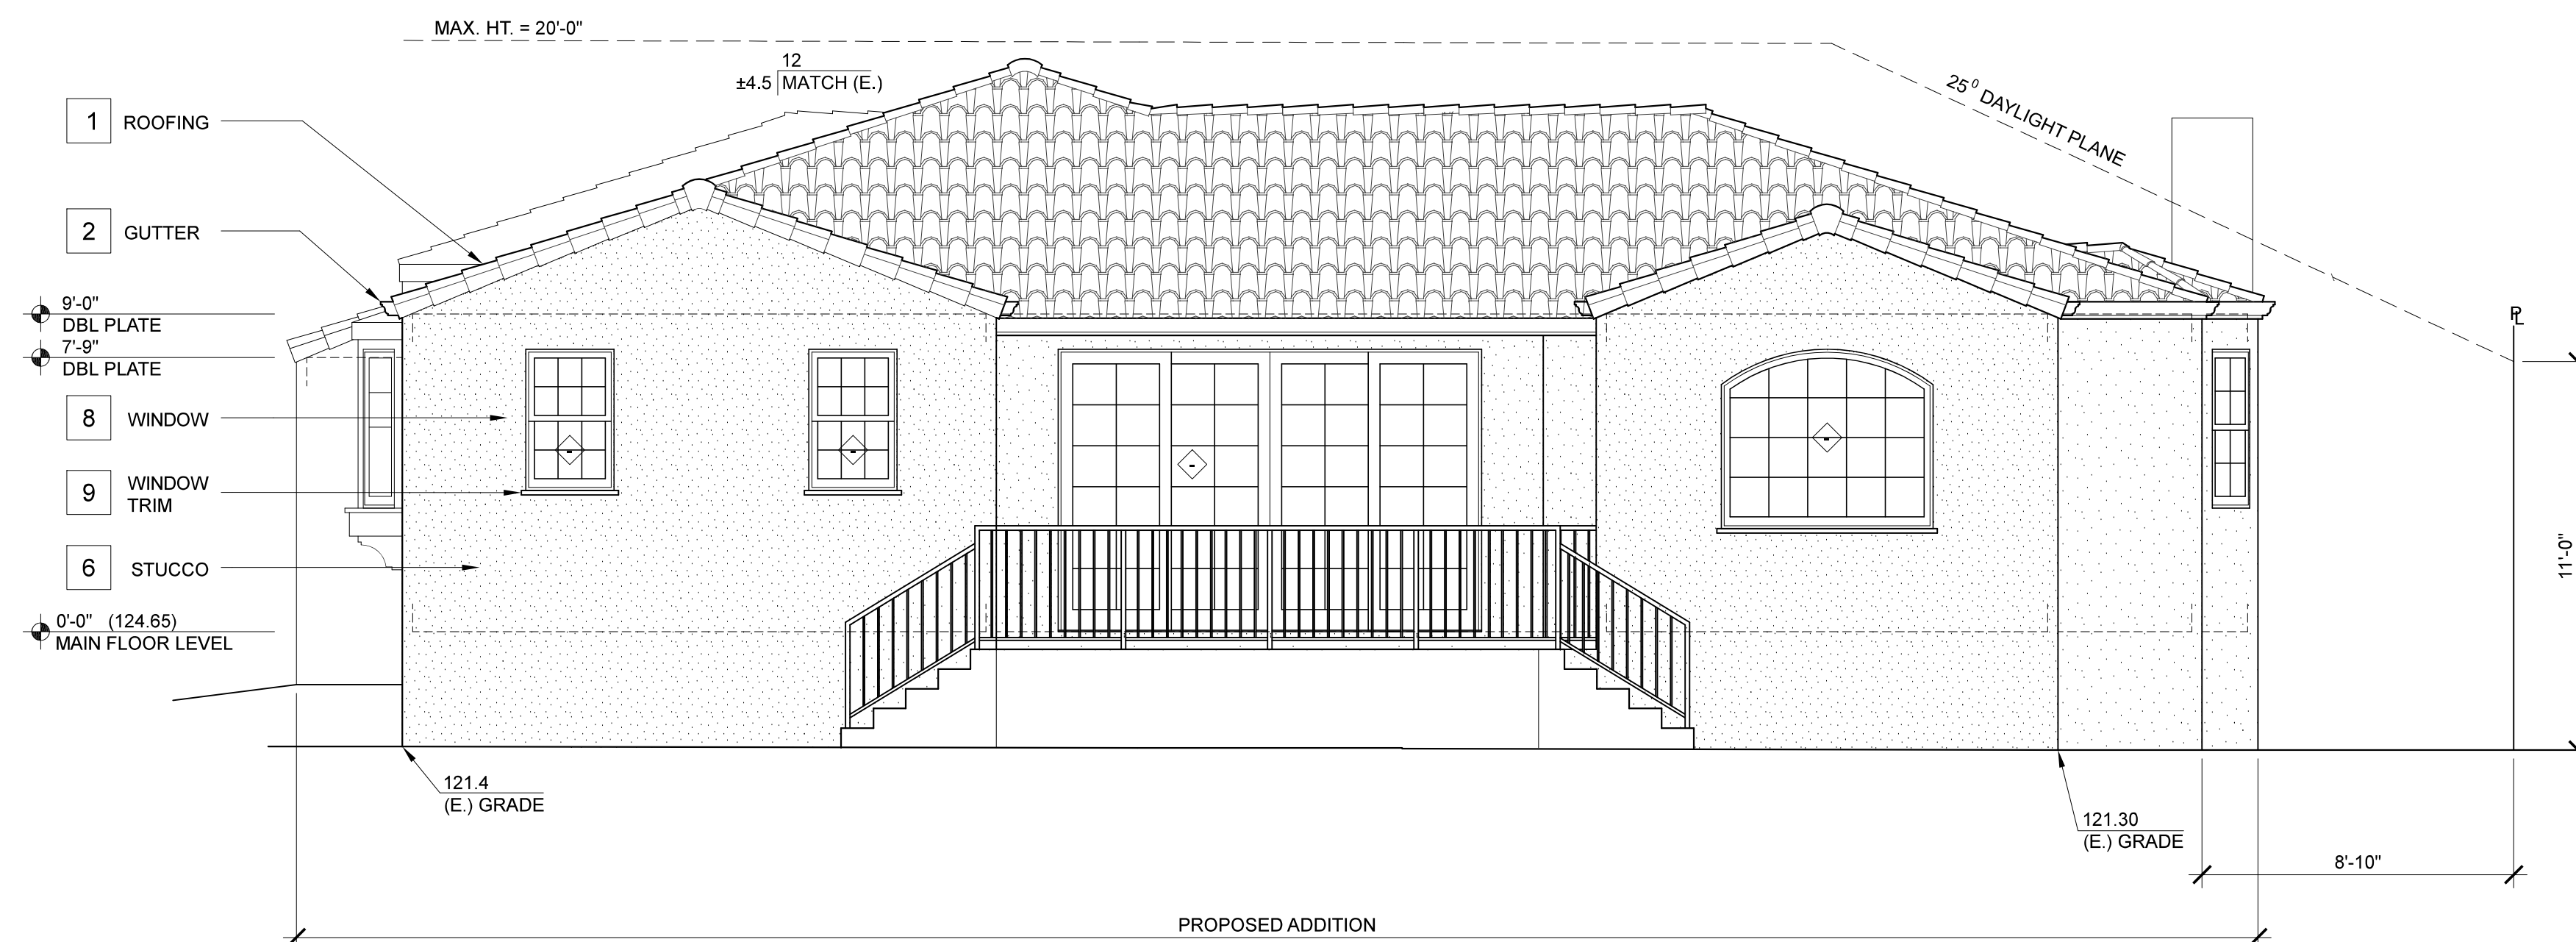 MAX. HT. = 20'-0"
12
±4.5 MATCH (E.)
25⁰ DAYLIGHT PLANE
1 ROOFING
2 GUTTER
9'-0"
DBL PLATE
7'-9"
DBL PLATE
PL
8 WINDOW
9 WINDOW
TRIM
6 STUCCO
11'-0"
0'-0" (124.65)
MAIN FLOOR LEVEL
121.4
(E.) GRADE
121.30
(E.) GRADE
8'-10"
PROPOSED ADDITION